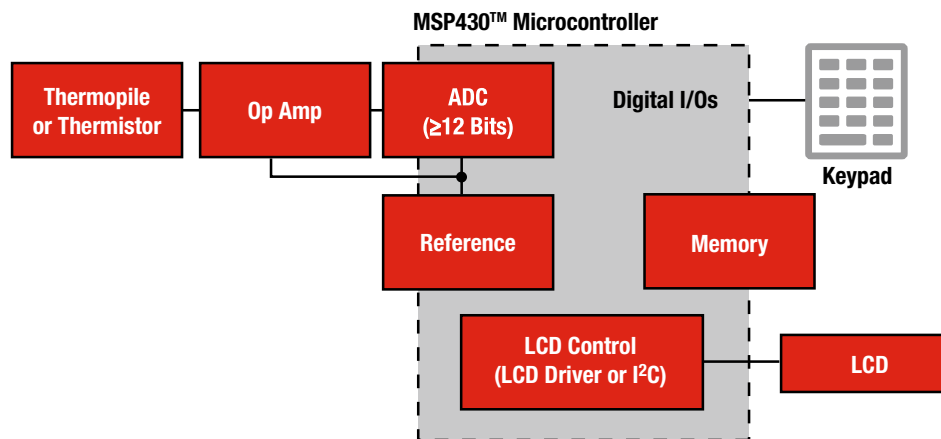 MSP430™ Microcontroller
Thermopile
or Thermistor
Op Amp
ADC
(≥12 Bits)
Digital I/Os
Keypad
Reference
Memory
LCD Control
(LCD Driver or I²C)
LCD